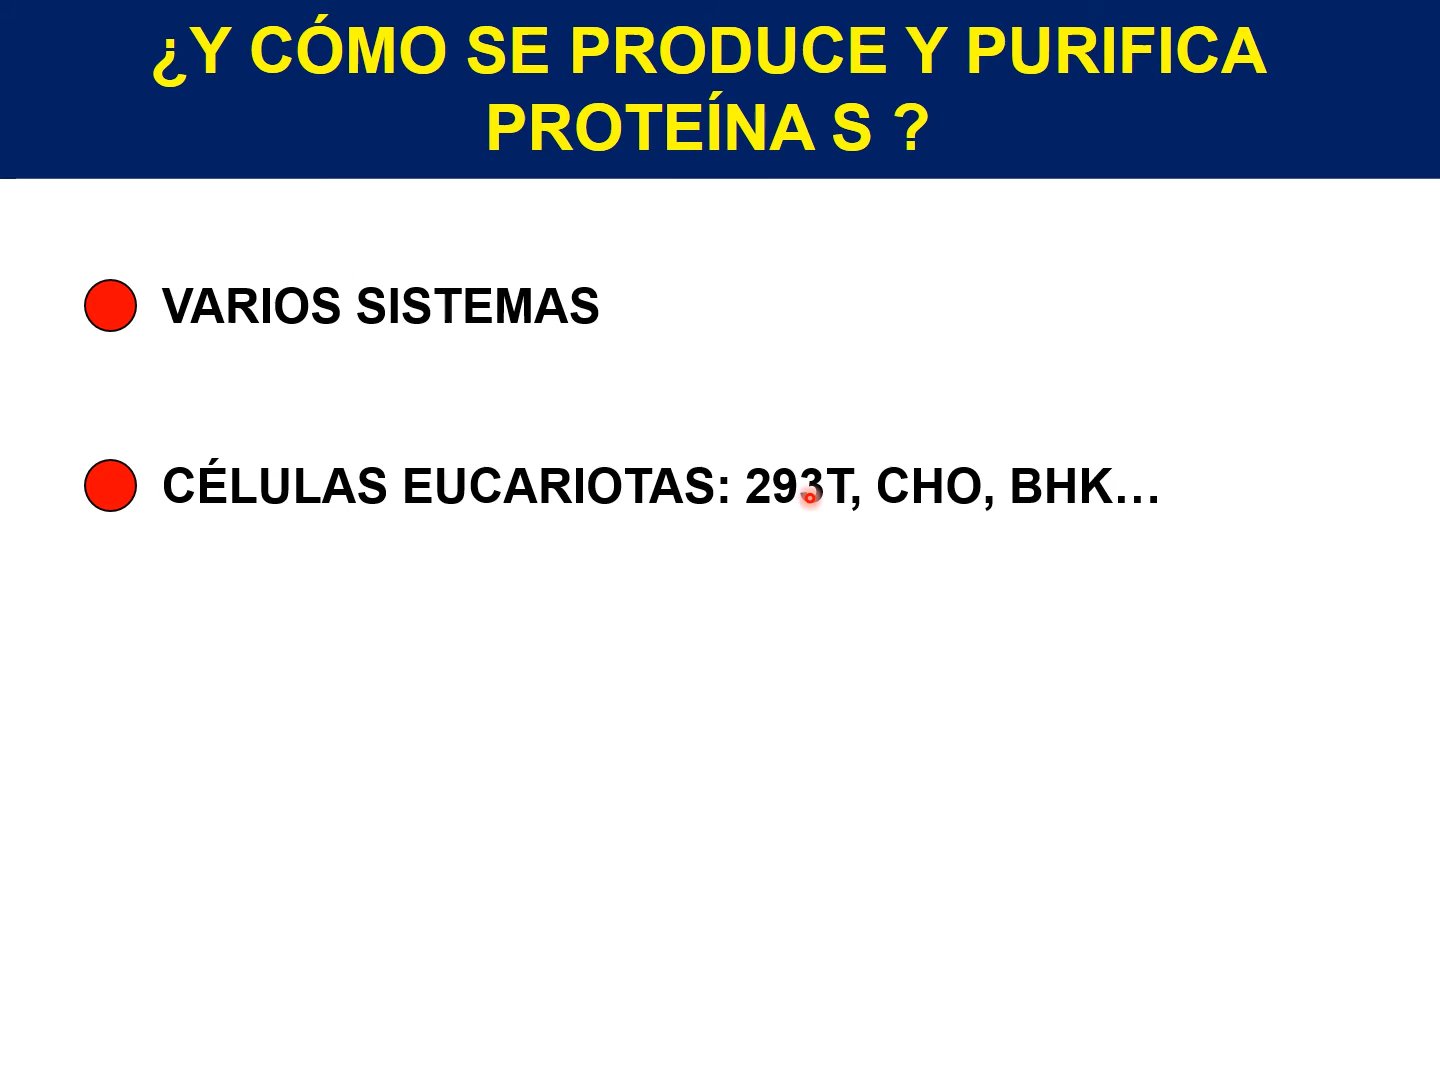 ¿Y CÓMO SE PRODUCE Y PURIFICA
PROTEÍNA S ?
VARIOS SISTEMAS
CÉLULAS EUCARIOTAS: 293T, CHO, BHK…